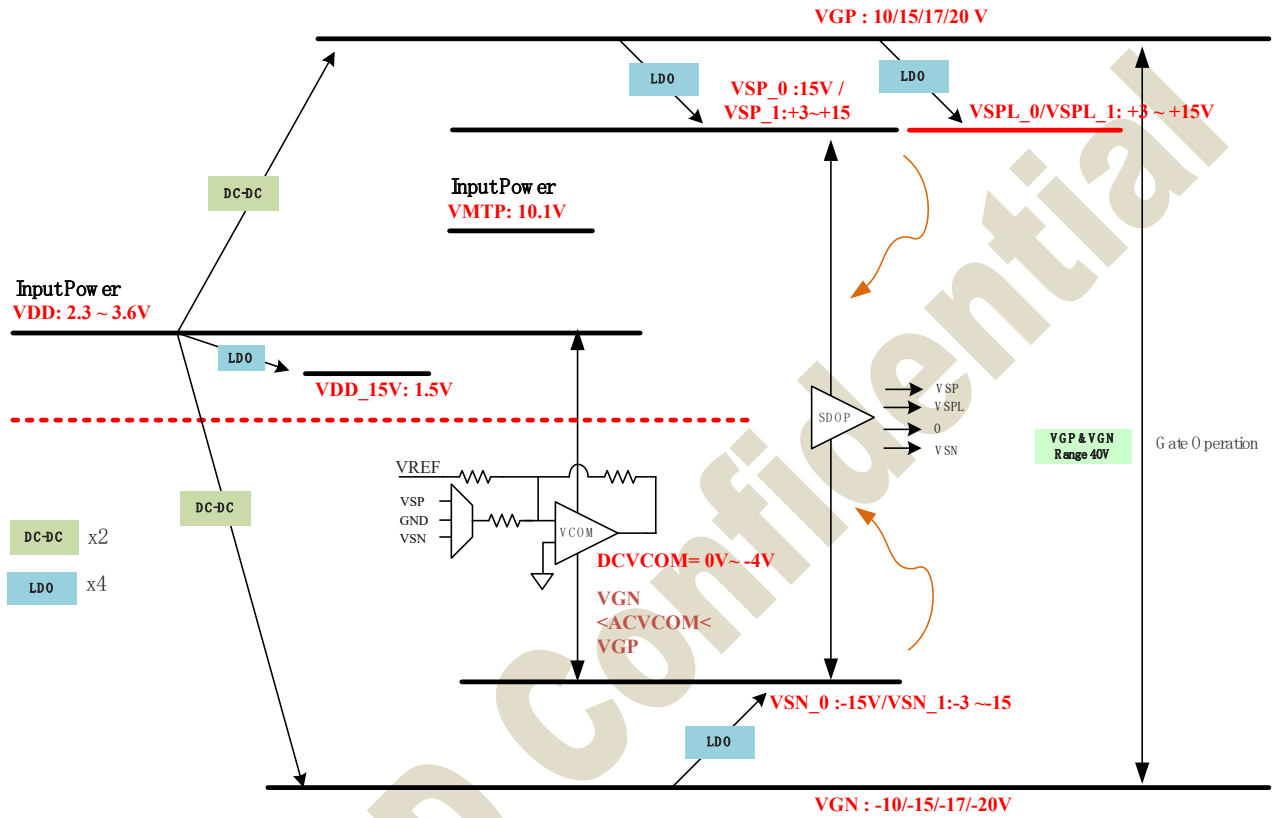 VGP : 10/15/17/20 V
LDO
LDO
VSP_0 :15V /
VSP_1:+3~+15
VSPL_0/VSPL_1: +3 ~ +15V
DC-DC
InputPower
VMTP: 10.1V
InputPower
VDD: 2.3 ~ 3.6V
LDO
VDD_15V: 1.5V
SDOP
VSP
VSPL
0
VSN
VGP & VGN
Range 40V
Gate Operation
VREF
VSP
GND
VSN
VCOM
DC-DC
DC-DC x2
LDO x4
DCVCOM= 0V~ -4V
VGN
<ACVCOM<
VGP
VSN_0 :-15V/VSN_1:-3 ~-15
LDO
VGN : -10/-15/-17/-20V
Confidential